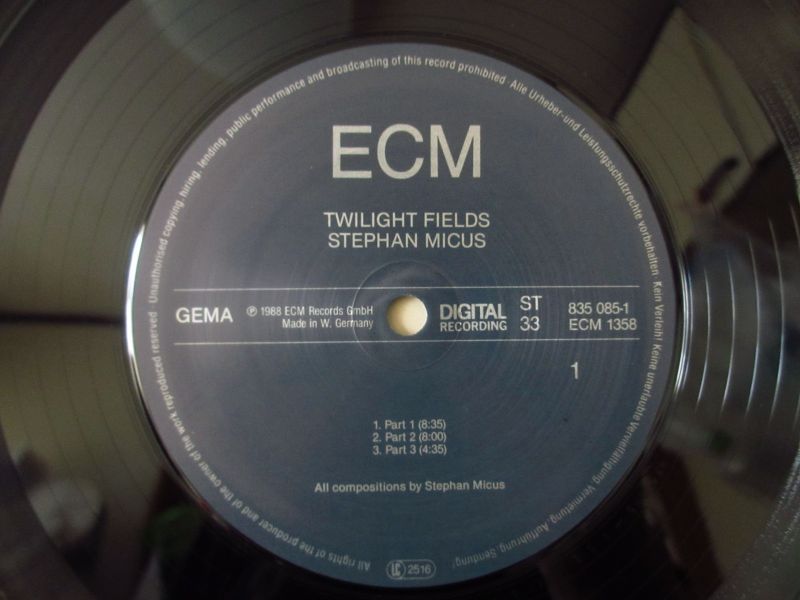 ECM
TWILIGHT FIELDS
STEPHAN MICUS
GEMA
℗ 1988 ECM Records GmbH
Made in W. Germany
DIGITAL
RECORDING
ST
33
835 085-1
ECM 1358
1
1. Part 1 (8:35)
2. Part 2 (8:00)
3. Part 3 (4:35)
All compositions by Stephan Micus
LC 2516
All rights of the producer and of the owner of the work reproduced reserved · Unauthorised copying, hiring, lending, public performance and broadcasting of this record prohibited · Alle Urheber-und Leistungsschutzrechte vorbehalten. Kein Verleih! Keine unerlaubte Vervielfältigung Vermietung Aufführung Sendung!